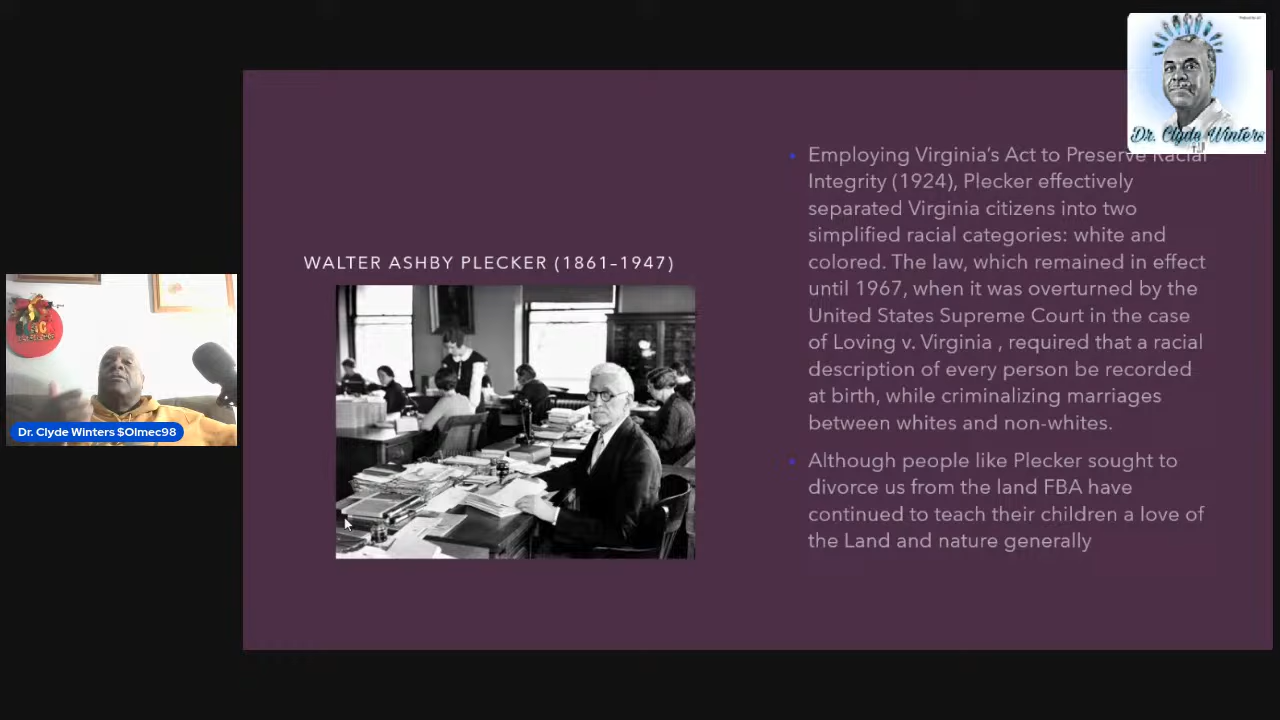 Dr. Clyde Winters
WALTER ASHBY PLECKER (1861–1947)
• Employing Virginia’s Act to Preserve Racial
Integrity (1924), Plecker effectively
separated Virginia citizens into two
simplified racial categories: white and
colored. The law, which remained in effect
until 1967, when it was overturned by the
United States Supreme Court in the case
of Loving v. Virginia , required that a racial
description of every person be recorded
at birth, while criminalizing marriages
between whites and non-whites.
• Although people like Plecker sought to
divorce us from the land FBA have
continued to teach their children a love of
the Land and nature generally
Dr. Clyde Winters $Olmec98